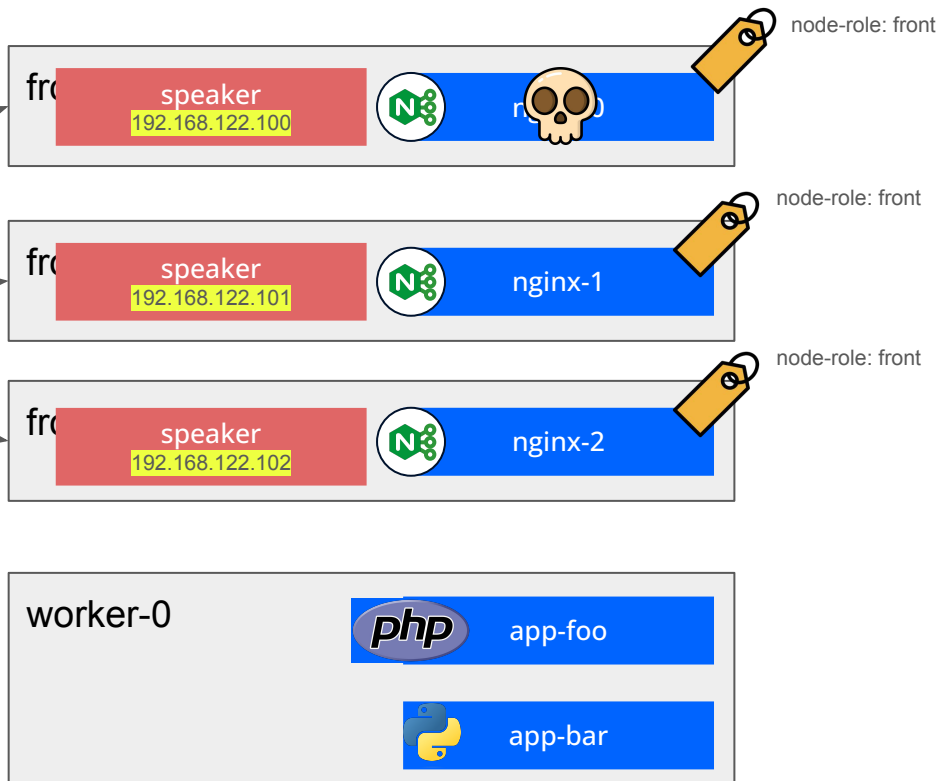 node-role: front
speaker
192.168.122.100
node-role: front
speaker
192.168.122.101
nginx-1
node-role: front
speaker
192.168.122.102
nginx-2
worker-0
php
app-foo
app-bar